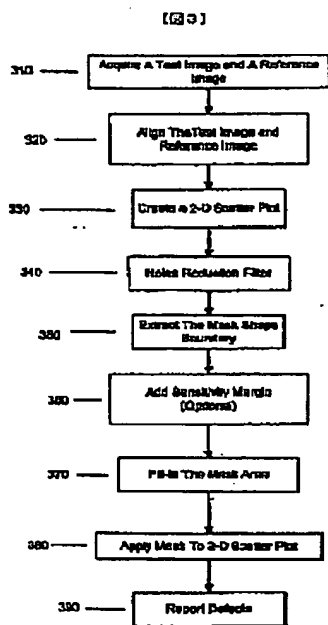 [図3]
310
Acquire A Test Image and A Reference
Image
320
Align The Test Image and
Reference Image
330
Create a 2-D Scatter Plot
340
Noise Reduction Filter
350
Extract The Mask Shape
Boundary
360
Add Sensitivity Margin
(Optional)
370
Fill-in The Mask Area
380
Apply Mask To 2-D Scatter Plot
390
Report Defects